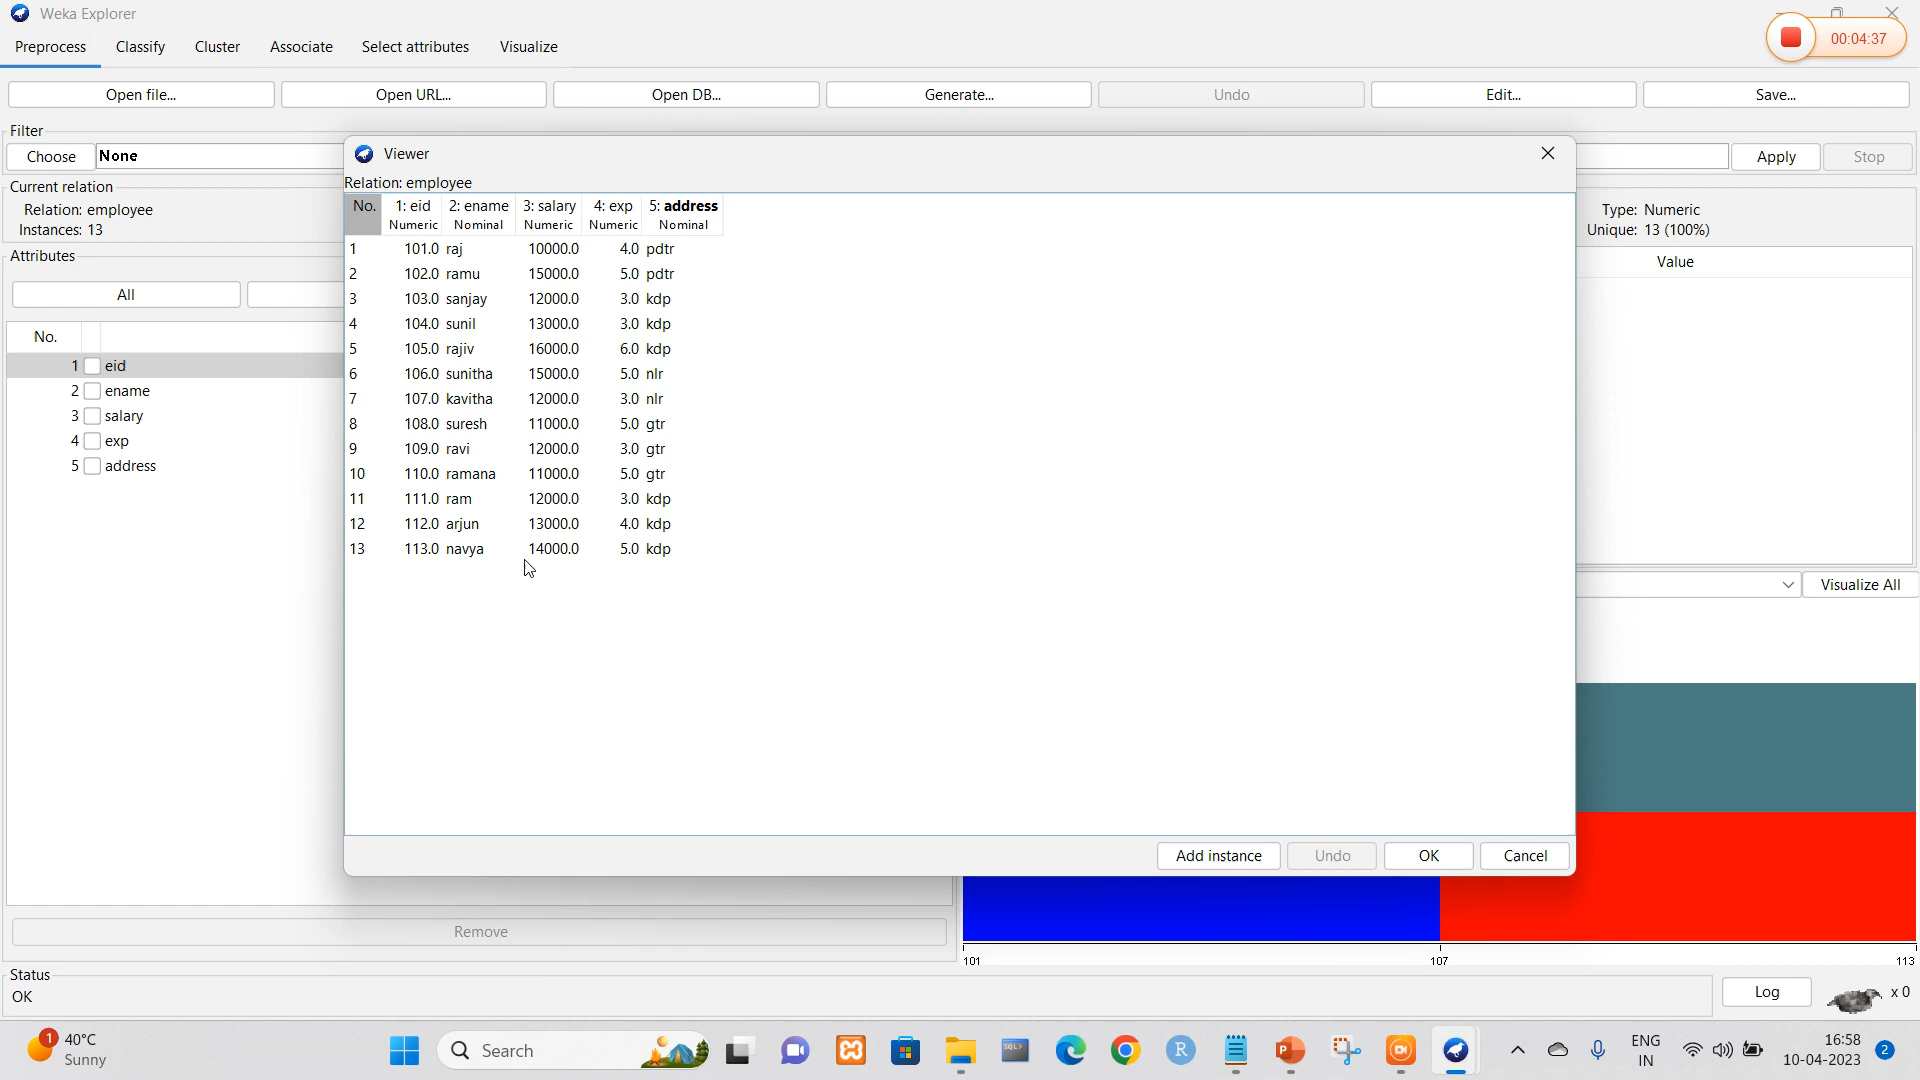 Weka Explorer
00:04:37
Preprocess Classify Cluster Associate Select attributes Visualize
Open file... Open URL... Open DB... Generate... Undo Edit... Save...
Filter
Choose None Apply Stop
Viewer
Relation: employee
Current relation
Relation: employee
Instances: 13
Type: Numeric
Unique: 13 (100%)
Attributes
All
Value
No.
1 eid
2 ename
3 salary
4 exp
5 address
No. 1: eid 2: ename 3: salary 4: exp 5: address
Numeric Nominal Numeric Numeric Nominal
1 101.0 raj 10000.0 4.0 pdtr
2 102.0 ramu 15000.0 5.0 pdtr
3 103.0 sanjay 12000.0 3.0 kdp
4 104.0 sunil 13000.0 3.0 kdp
5 105.0 rajiv 16000.0 6.0 kdp
6 106.0 sunitha 15000.0 5.0 nlr
7 107.0 kavitha 12000.0 3.0 nlr
8 108.0 suresh 11000.0 5.0 gtr
9 109.0 ravi 12000.0 3.0 gtr
10 110.0 ramana 11000.0 5.0 gtr
11 111.0 ram 12000.0 3.0 kdp
12 112.0 arjun 13000.0 4.0 kdp
13 113.0 navya 14000.0 5.0 kdp
Visualize All
Add instance Undo OK Cancel
Remove
101 107 113
Status
OK
Log x 0
1 40°C
Sunny
Search
SQL>
R
P
ENG
IN
16:58
10-04-2023
2